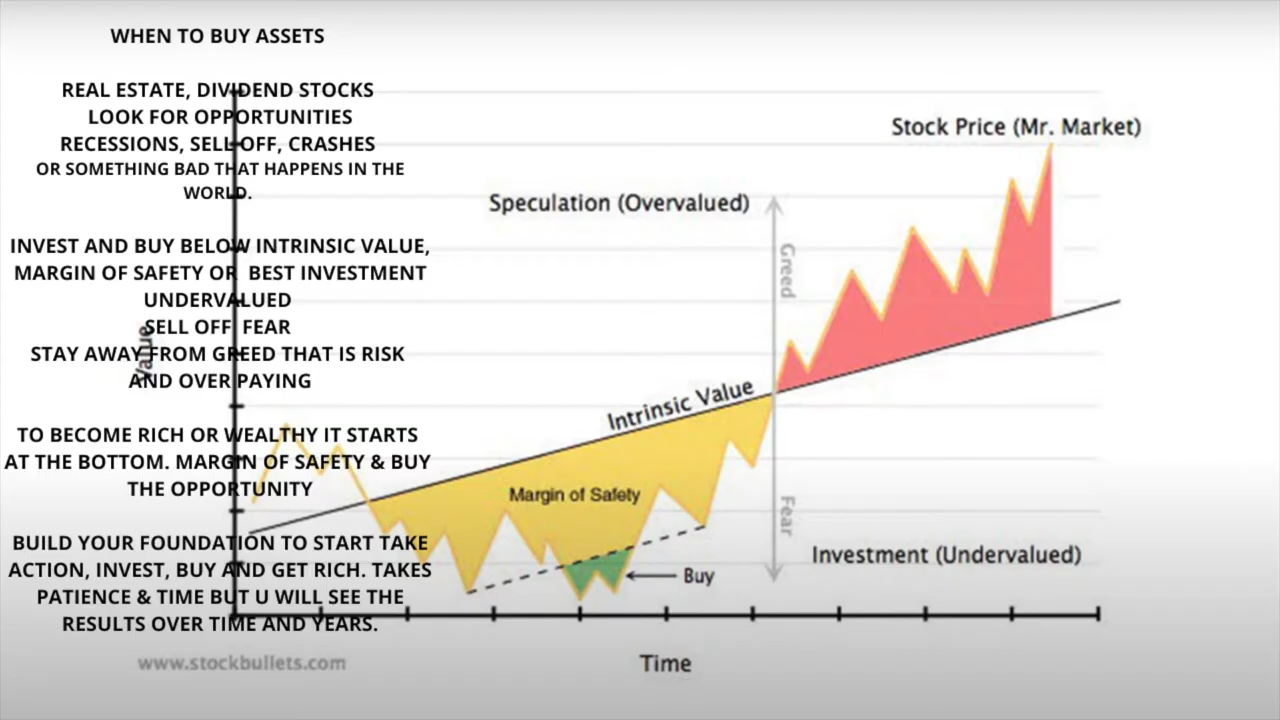 WHEN TO BUY ASSETS
REAL ESTATE, DIVIDEND STOCKS
LOOK FOR OPPORTUNITIES
RECESSIONS, SELL OFF, CRASHES
OR SOMETHING BAD THAT HAPPENS IN THE
WORLD.
INVEST AND BUY BELOW INTRINSIC VALUE,
MARGIN OF SAFETY OR BEST INVESTMENT
UNDERVALUED
SELL OFF FEAR
STAY AWAY FROM GREED THAT IS RISK
AND OVER PAYING
TO BECOME RICH OR WEALTHY IT STARTS
AT THE BOTTOM. MARGIN OF SAFETY & BUY
THE OPPORTUNITY
BUILD YOUR FOUNDATION TO START TAKE
ACTION, INVEST, BUY AND GET RICH. TAKES
PATIENCE & TIME BUT U WILL SEE THE
RESULTS OVER TIME AND YEARS.
Value
Stock Price (Mr. Market)
Speculation (Overvalued)
Greed
Intrinsic Value
Margin of Safety
Fear
Investment (Undervalued)
Buy
Time
www.stockbullets.com